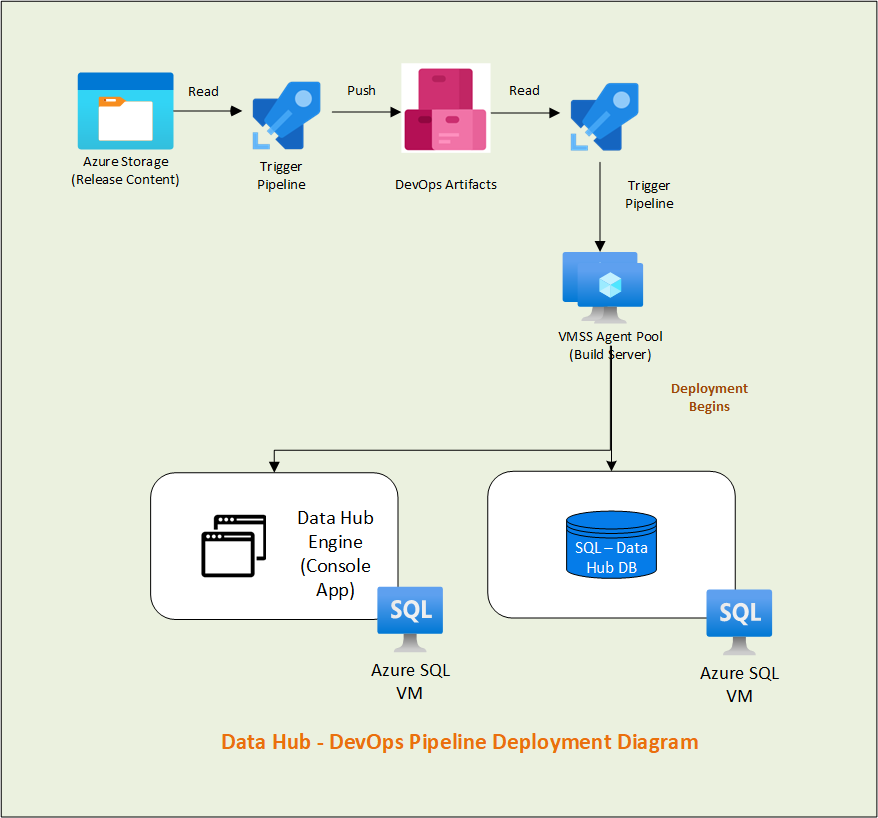 Read
Push
Read
Azure Storage
(Release Content)
Trigger
Pipeline
DevOps Artifacts
Trigger
Pipeline
VMSS Agent Pool
(Build Server)
Deployment
Begins
Data Hub
Engine
(Console
App)
SQL – Data
Hub DB
SQL
Azure SQL
VM
SQL
Azure SQL
VM
Data Hub - DevOps Pipeline Deployment Diagram